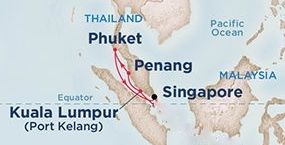 THAILAND
Phuket
Pacific
Ocean
Penang
MALAYSIA
Singapore
Equator
Kuala Lumpur
(Port Kelang)